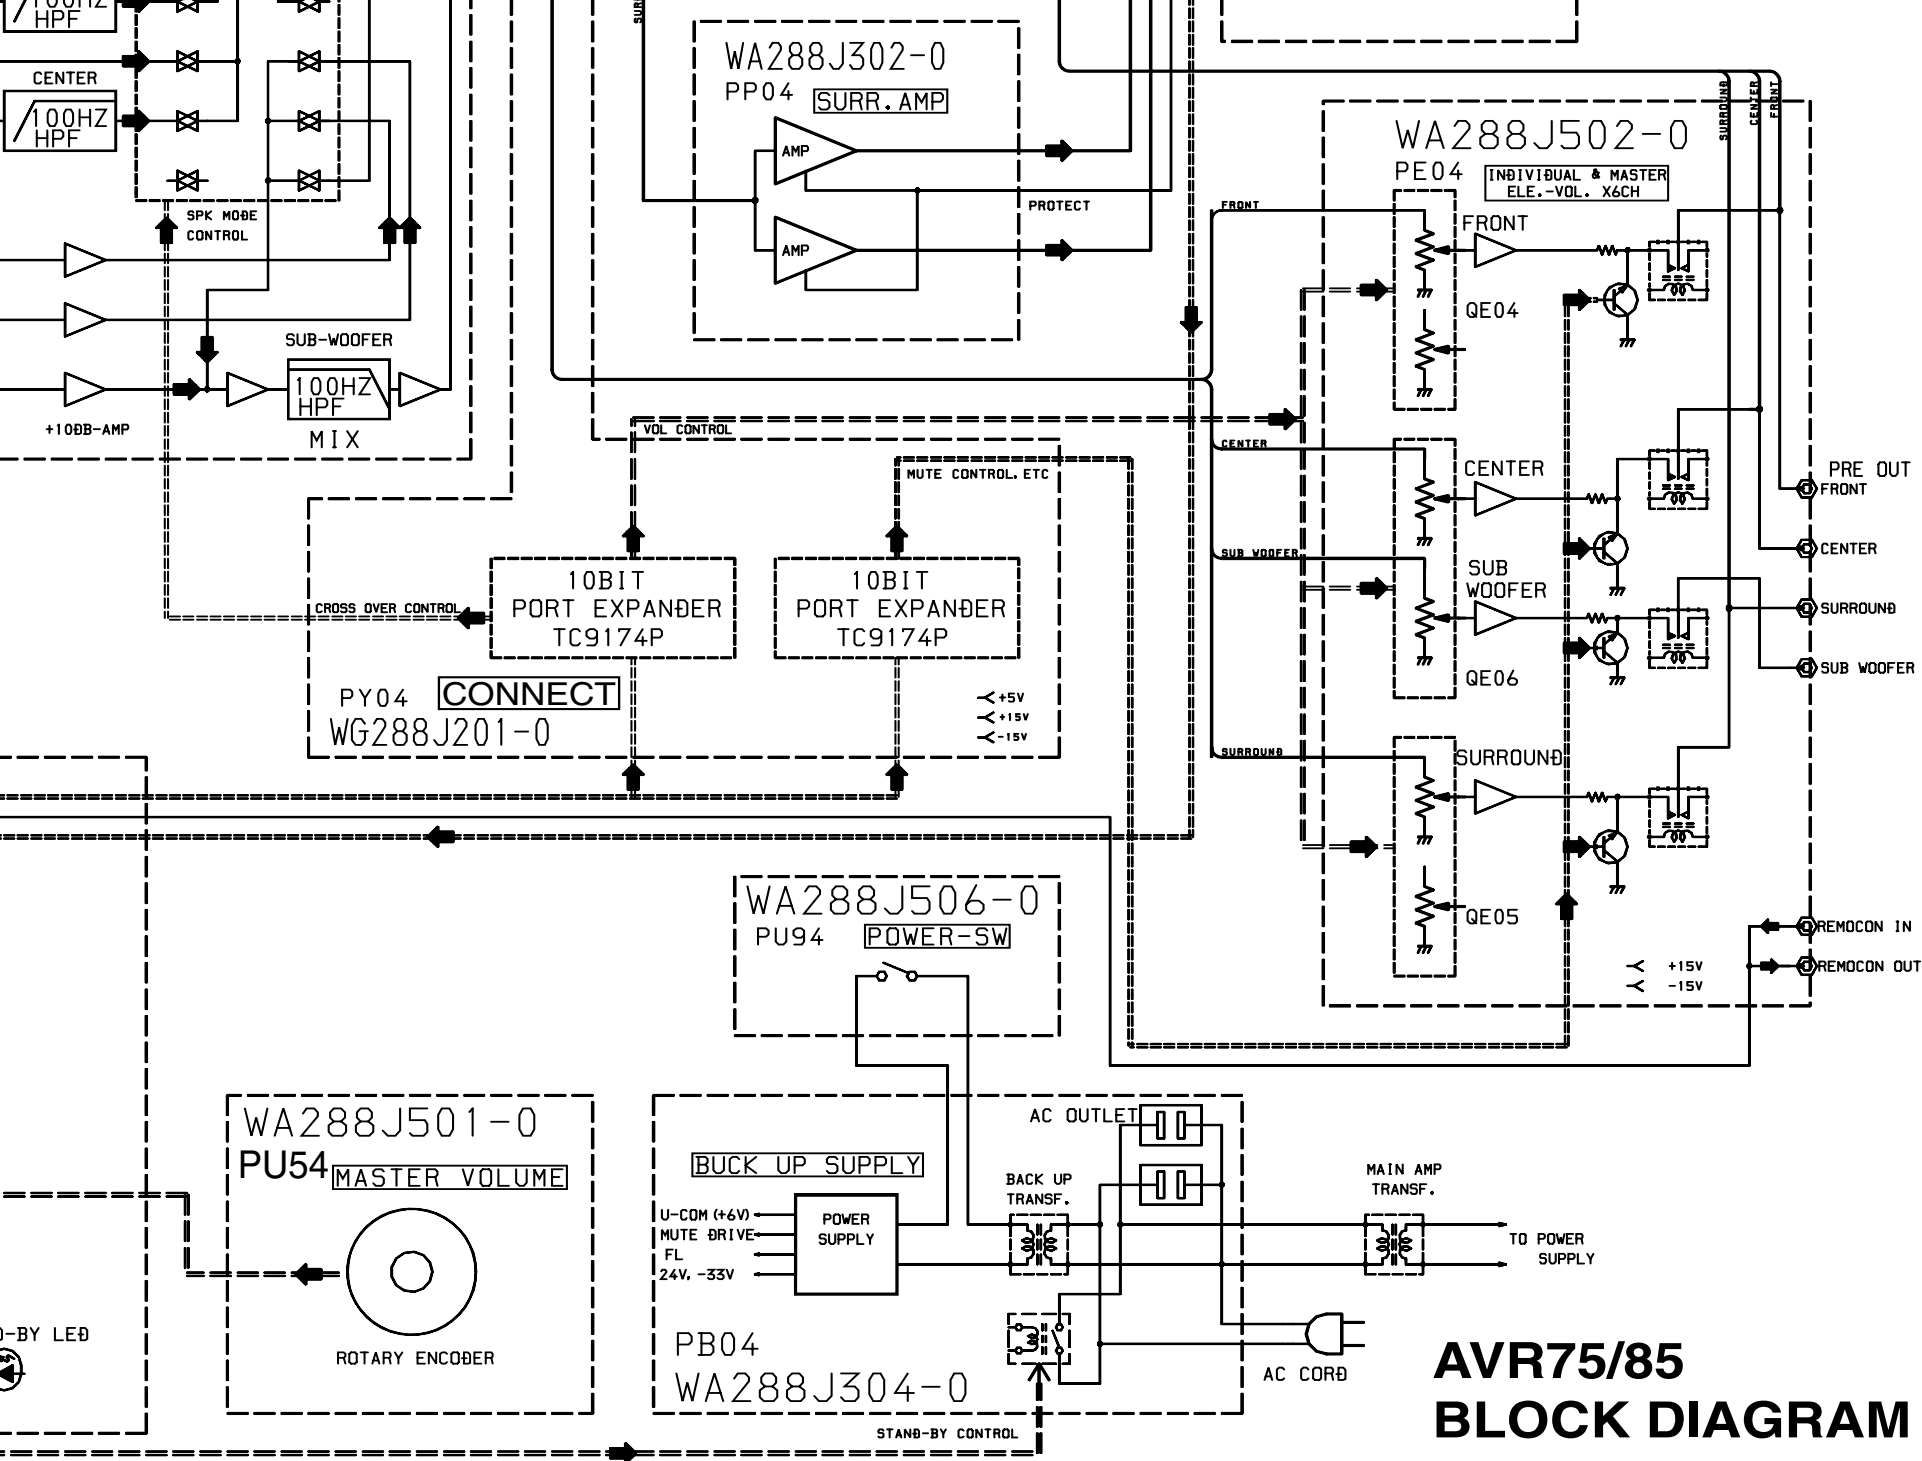 100HZ
HPF
CENTER
100HZ
HPF
SPK MODE
CONTROL
SUB-WOOFER
100HZ
HPF
MIX
+10DB-AMP
WA288J302-0
PP04
SURR. AMP
AMP
AMP
PROTECT
SURROUND
CENTER
FRONT
WA288J502-0
PE04
INDIVIDUAL & MASTER
ELE.-VOL. X6CH
FRONT
FRONT
QE04
CENTER
CENTER
SUB WOOFER
SUB
WOOFER
QE06
SURROUND
SURROUND
QE05
+15V
-15V
PRE OUT
FRONT
CENTER
SURROUND
SUB WOOFER
REMOCON IN
REMOCON OUT
VOL CONTROL
MUTE CONTROL. ETC
10BIT
PORT EXPANDER
TC9174P
10BIT
PORT EXPANDER
TC9174P
CROSS OVER CONTROL
PY04
CONNECT
WG288J201-0
+5V
+15V
-15V
WA288J506-0
PU94
POWER-SW
WA288J501-0
PU54
MASTER VOLUME
ROTARY ENCODER
-BY LED
BUCK UP SUPPLY
U-COM (+6V)
MUTE DRIVE
FL
24V, -33V
POWER
SUPPLY
BACK UP
TRANSF.
AC OUTLET
MAIN AMP
TRANSF.
TO POWER
SUPPLY
PB04
WA288J304-0
AC CORD
STAND-BY CONTROL
AVR75/85
BLOCK DIAGRAM